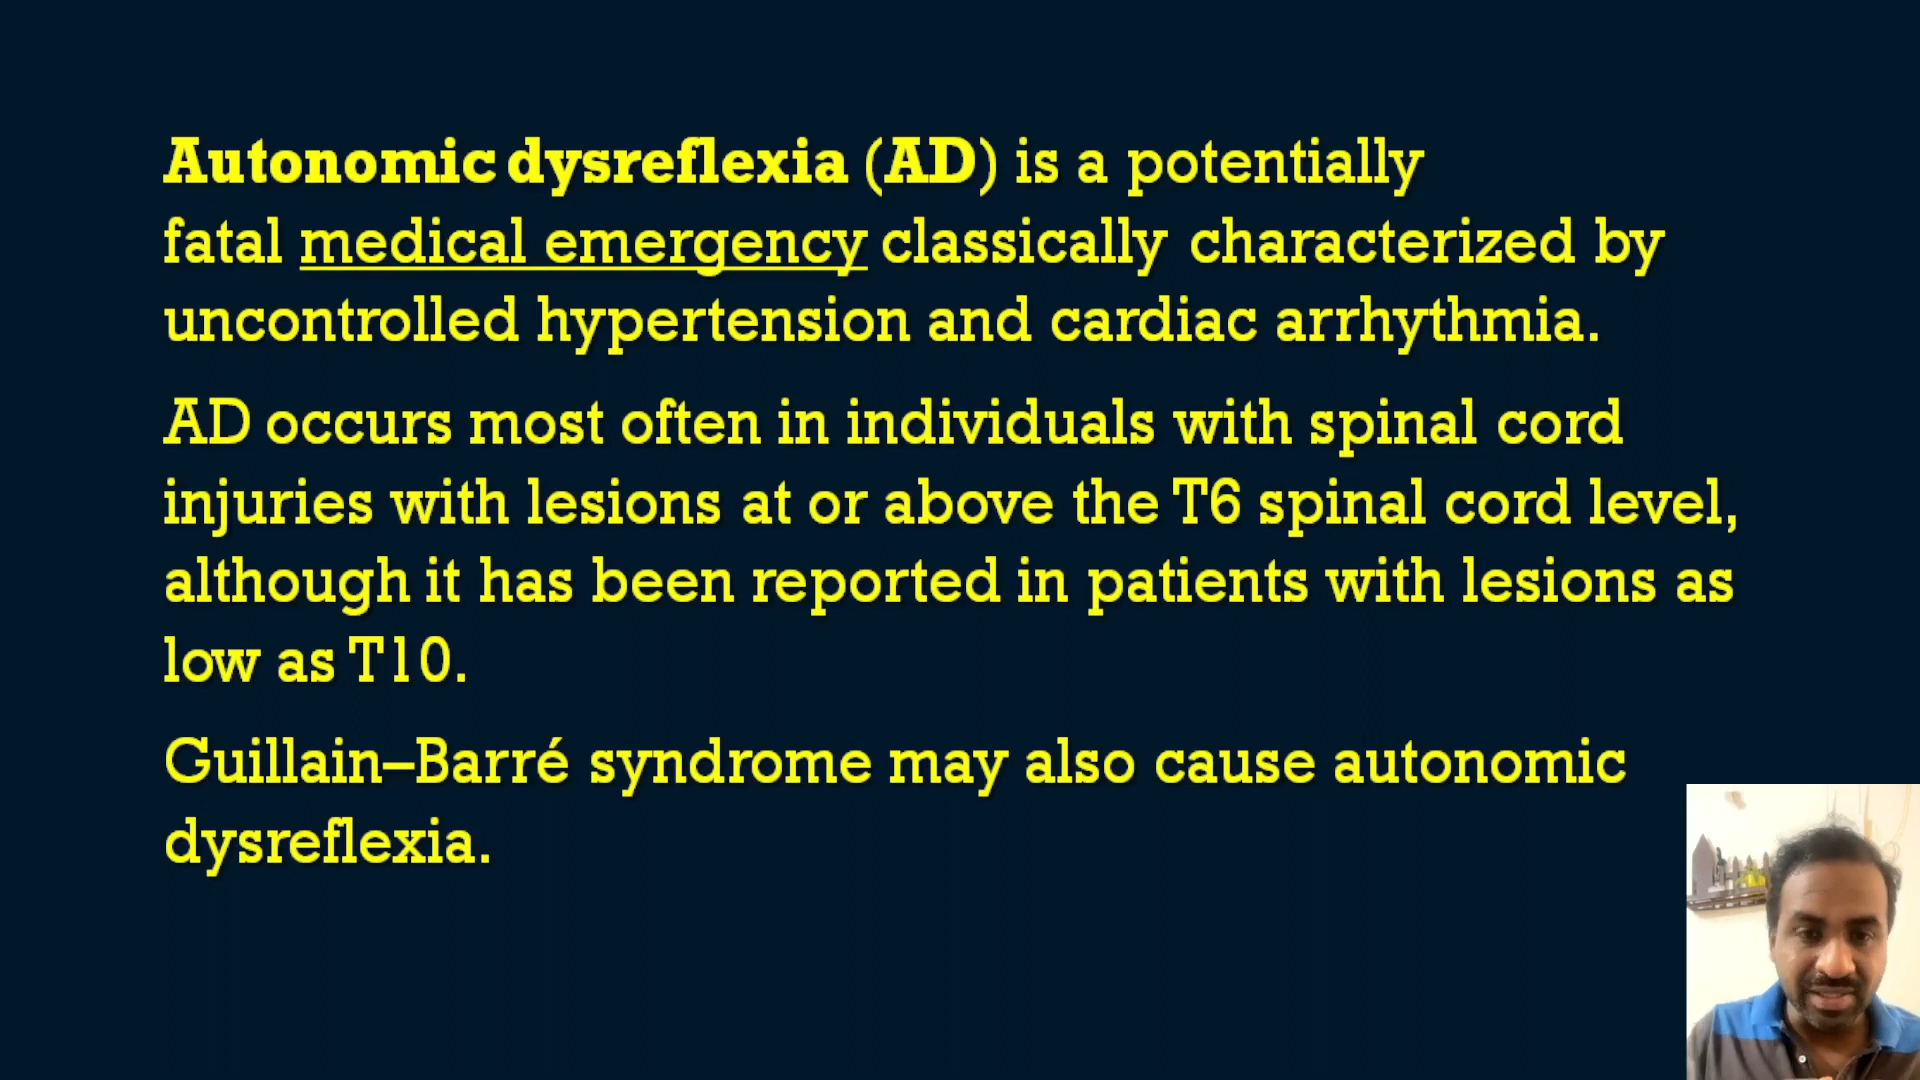 Autonomic dysreflexia (AD) is a potentially
fatal medical emergency classically characterized by
uncontrolled hypertension and cardiac arrhythmia.
AD occurs most often in individuals with spinal cord
injuries with lesions at or above the T6 spinal cord level,
although it has been reported in patients with lesions as
low as T10.
Guillain–Barré syndrome may also cause autonomic
dysreflexia.